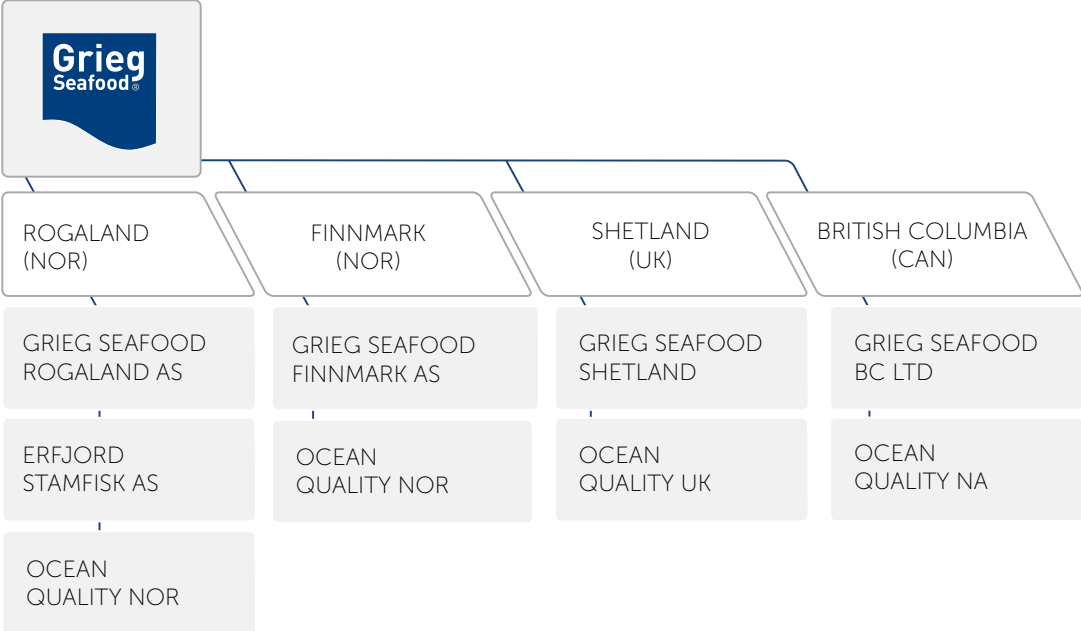 Grieg
Seafood®
ROGALAND
(NOR)
FINNMARK
(NOR)
SHETLAND
(UK)
BRITISH COLUMBIA
(CAN)
GRIEG SEAFOOD
ROGALAND AS
GRIEG SEAFOOD
FINNMARK AS
GRIEG SEAFOOD
SHETLAND
GRIEG SEAFOOD
BC LTD
ERFJORD
STAMFISK AS
OCEAN
QUALITY NOR
OCEAN
QUALITY UK
OCEAN
QUALITY NA
OCEAN
QUALITY NOR